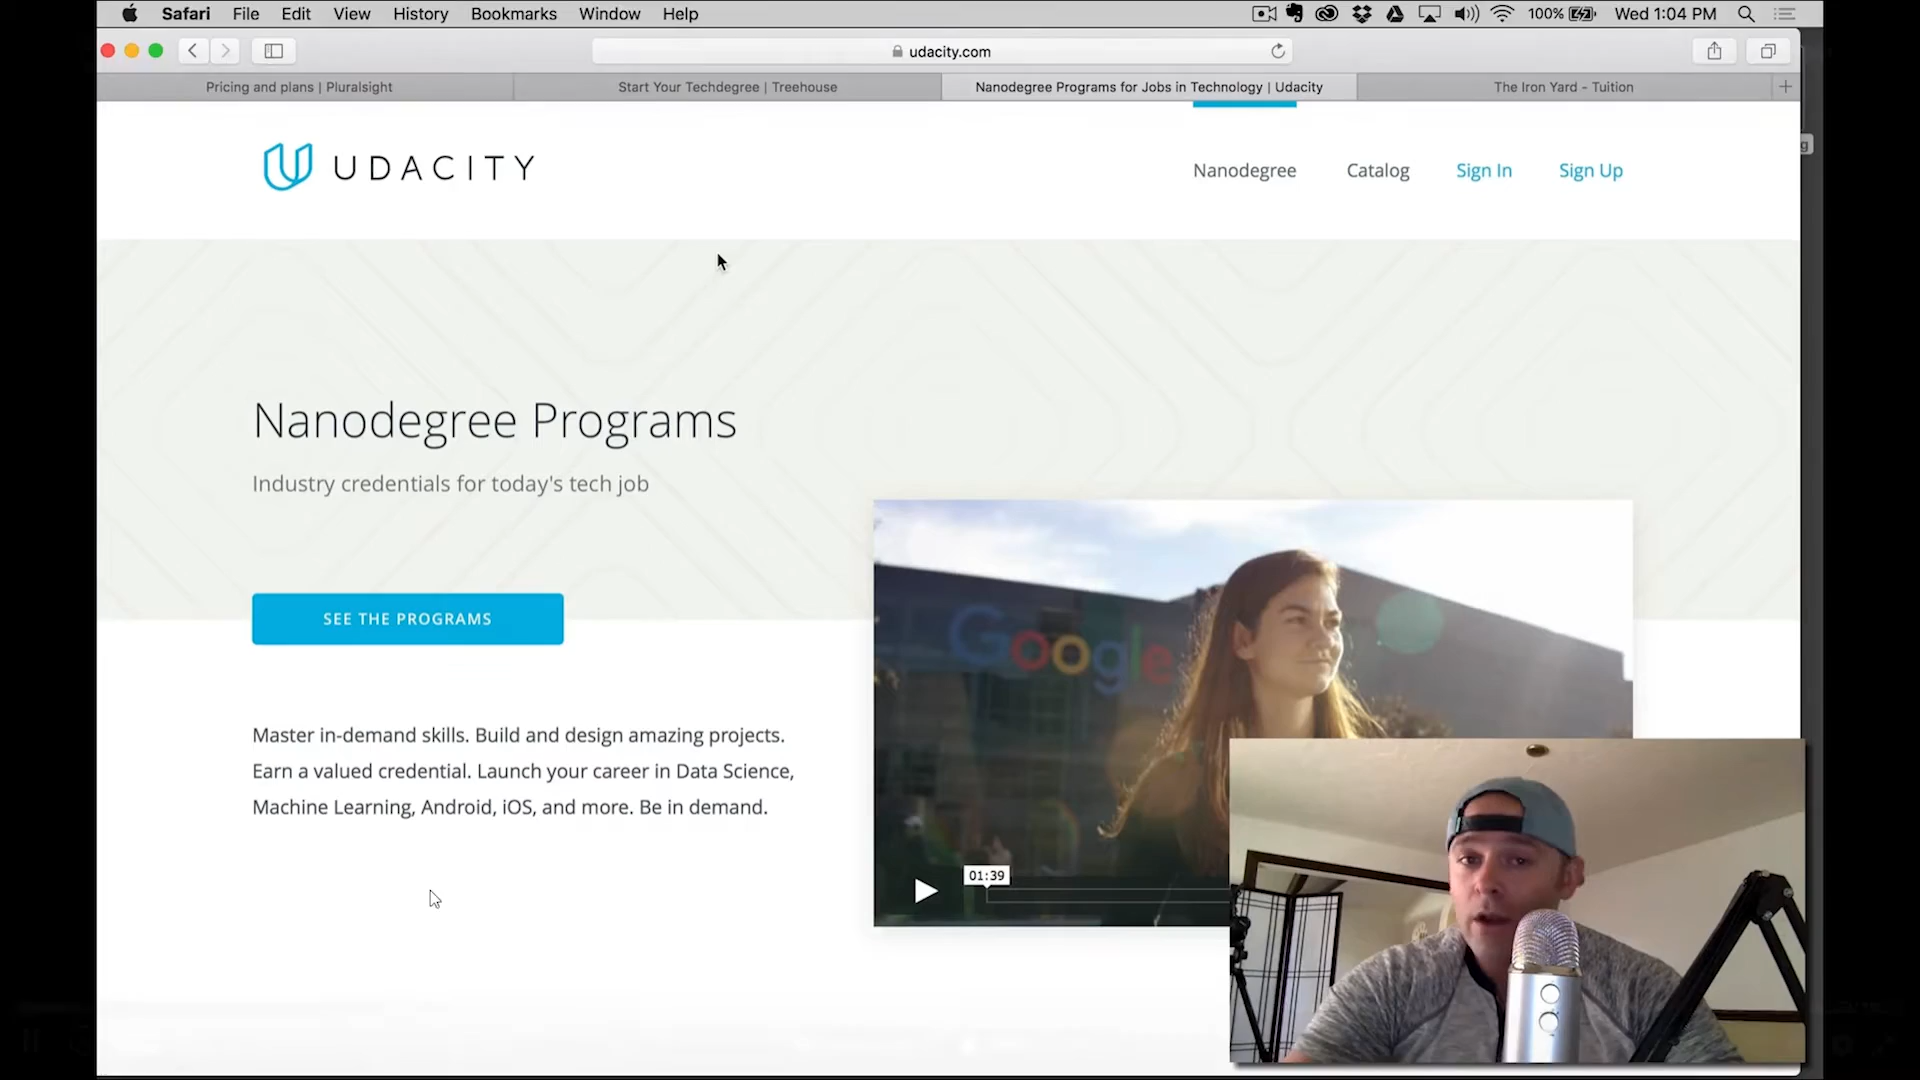 Safari File Edit View History Bookmarks Window Help 100% Wed 1:04 PM
udacity.com
Pricing and plans | Pluralsight Start Your Techdegree | Treehouse Nanodegree Programs for Jobs in Technology | Udacity The Iron Yard - Tuition
UDACITY Nanodegree Catalog Sign In Sign Up
Nanodegree Programs
Industry credentials for today's tech job
SEE THE PROGRAMS
Google
Master in-demand skills. Build and design amazing projects.
Earn a valued credential. Launch your career in Data Science,
Machine Learning, Android, iOS, and more. Be in demand.
01:39